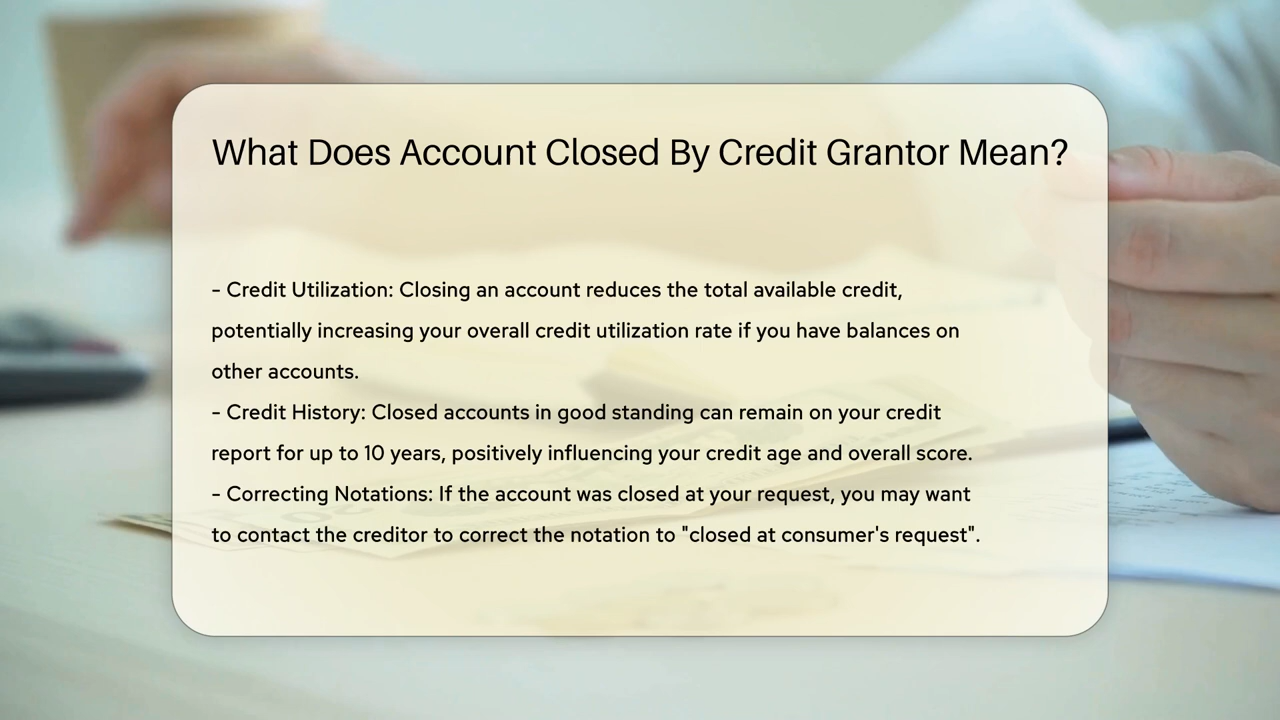 What Does Account Closed By Credit Grantor Mean?
- Credit Utilization: Closing an account reduces the total available credit,
potentially increasing your overall credit utilization rate if you have balances on
other accounts.
- Credit History: Closed accounts in good standing can remain on your credit
report for up to 10 years, positively influencing your credit age and overall score.
- Correcting Notations: If the account was closed at your request, you may want
to contact the creditor to correct the notation to "closed at consumer's request".